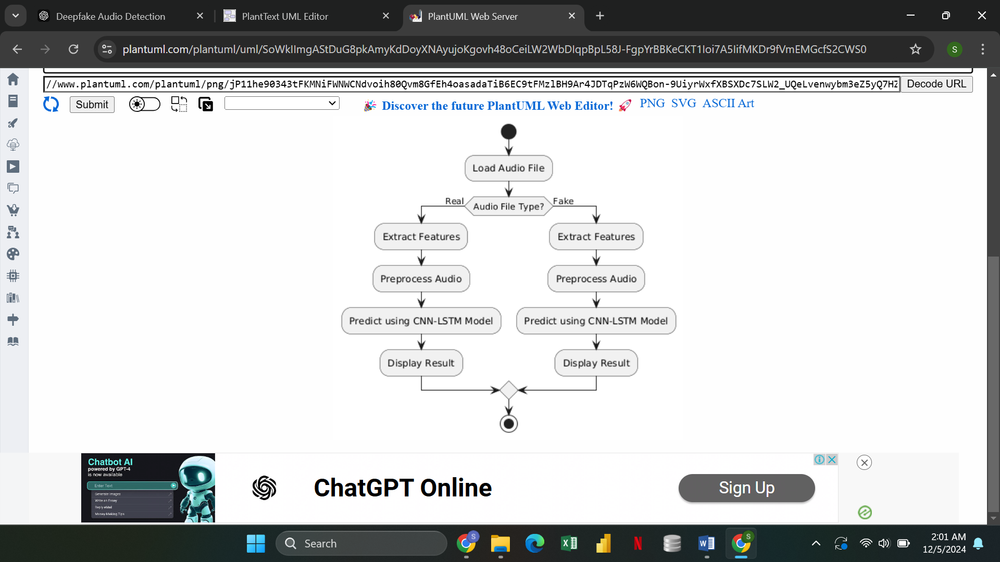 Deepfake Audio Detection
PlantText UML Editor
PlantUML Web Server
plantuml.com/plantuml/uml/SoWkIImgAStDuG8pkAmyKdDoyXNAyujoKgovh48oCeiLW2WbDIqpBpL58J-FgpYrBBKeCKT1Ioi7A5IifMKDr9fVmEMGcfS2CWS0
S
//www.plantuml.com/plantuml/png/jP11he90343tFKMNiFWNWCNdvoih80Qvm8GfEh4oasadaTiB6EC9tFMzlBH9Ar4JDTqPzW6WQBon-9UiyrWxfXBSXDc7SLW2_UQeLvenwybm3eZ5yQ7HZ
Decode URL
Submit
🎉 Discover the future PlantUML Web Editor! 🚀
PNG SVG ASCII Art
Load Audio File
Real
Audio File Type?
Fake
Extract Features
Extract Features
Preprocess Audio
Preprocess Audio
Predict using CNN-LSTM Model
Predict using CNN-LSTM Model
Display Result
Display Result
Chatbot AI
powered by GPT-4
is now available
Enter Text
Generate Images
Write an Essay
Reply eMail
Money-Making Tips
ChatGPT Online
Sign Up
Search
S
S
2:01 AM
12/5/2024